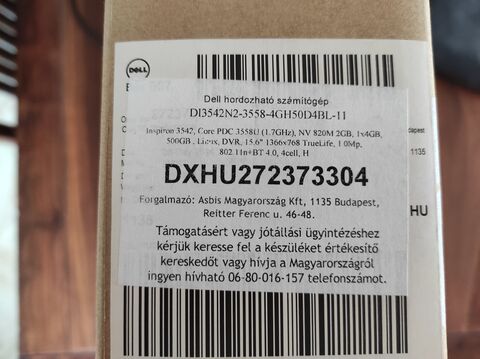 DELL
Dell hordozható számítógép
DI3542N2-3558-4GH50D4BL-11
Inspiron 3542, Core PDC 3558U (1.7GHz), NV 820M 2GB, 1x4GB,
500GB , Linux, DVR, 15.6" 1366x768 TrueLife, 1.0Mp,
802.11n+BT 4.0, 4cell, H
DXHU272373304
Forgalmazó: Asbis Magyarország Kft, 1135 Budapest,
Reitter Ferenc u. 46-48.
Támogatásért vagy jótállási ügyintézéshez
kérjük keresse fel a készüléket értékesítő
kereskedőt vagy hívja a Magyarországról
ingyen hívható 06-80-016-157 telefonszámot.
dapest
1135
HU